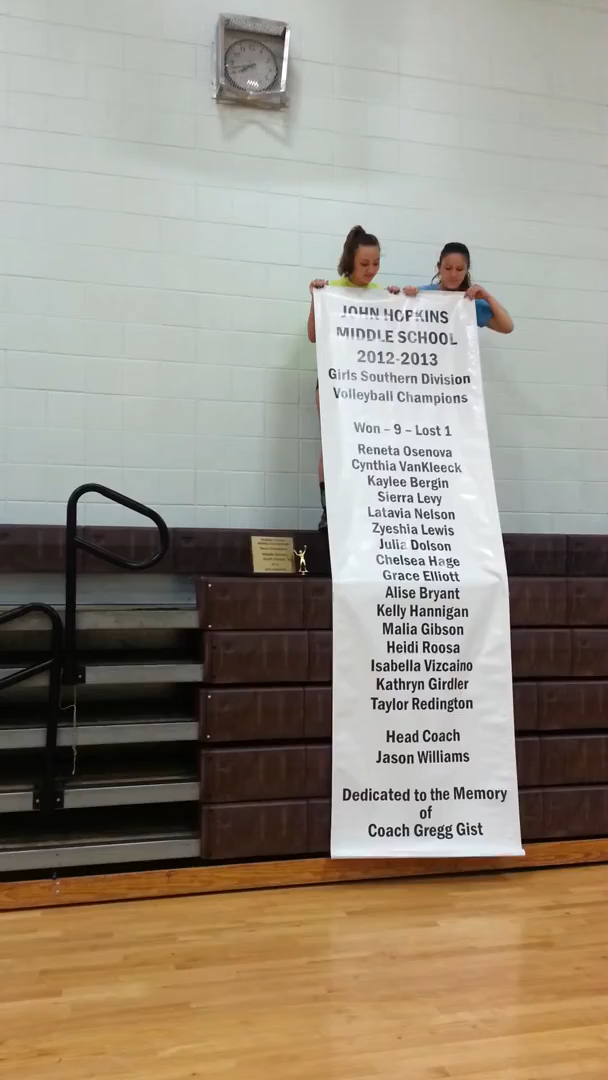 JOHN HOPKINS
MIDDLE SCHOOL
2012-2013
Girls Southern Division
Volleyball Champions
Won – 9 – Lost 1
Reneta Osenova
Cynthia VanKleeck
Kaylee Bergin
Sierra Levy
Latavia Nelson
Zyeshia Lewis
Julia Dolson
Chelsea Hage
Grace Elliott
Alise Bryant
Kelly Hannigan
Malia Gibson
Heidi Roosa
Isabella Vizcaino
Kathryn Girdler
Taylor Redington
Head Coach
Jason Williams
Dedicated to the Memory
of
Coach Gregg Gist